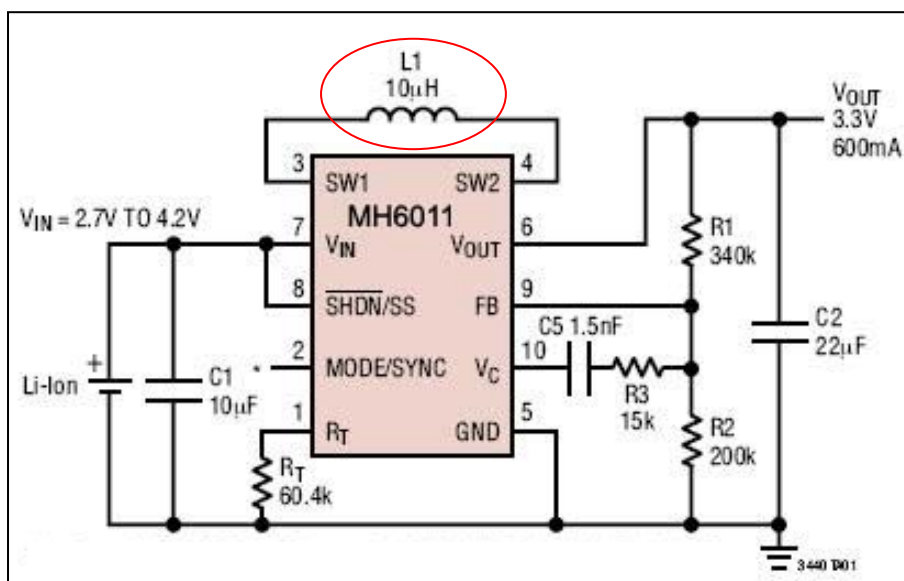 L1
10µH
VOUT
3.3V
600mA
3
4
SW1
SW2
MH6011
VIN = 2.7V TO 4.2V
7
VIN
VOUT
6
R1
340k
8
SHDN/SS
FB
9
C5 1.5nF
C2
22µF
2
*
MODE/SYNC
VC
10
R3
15k
+
Li-Ion
C1
10µF
1
RT
GND
5
R2
200k
RT
60.4k
3440 TA01